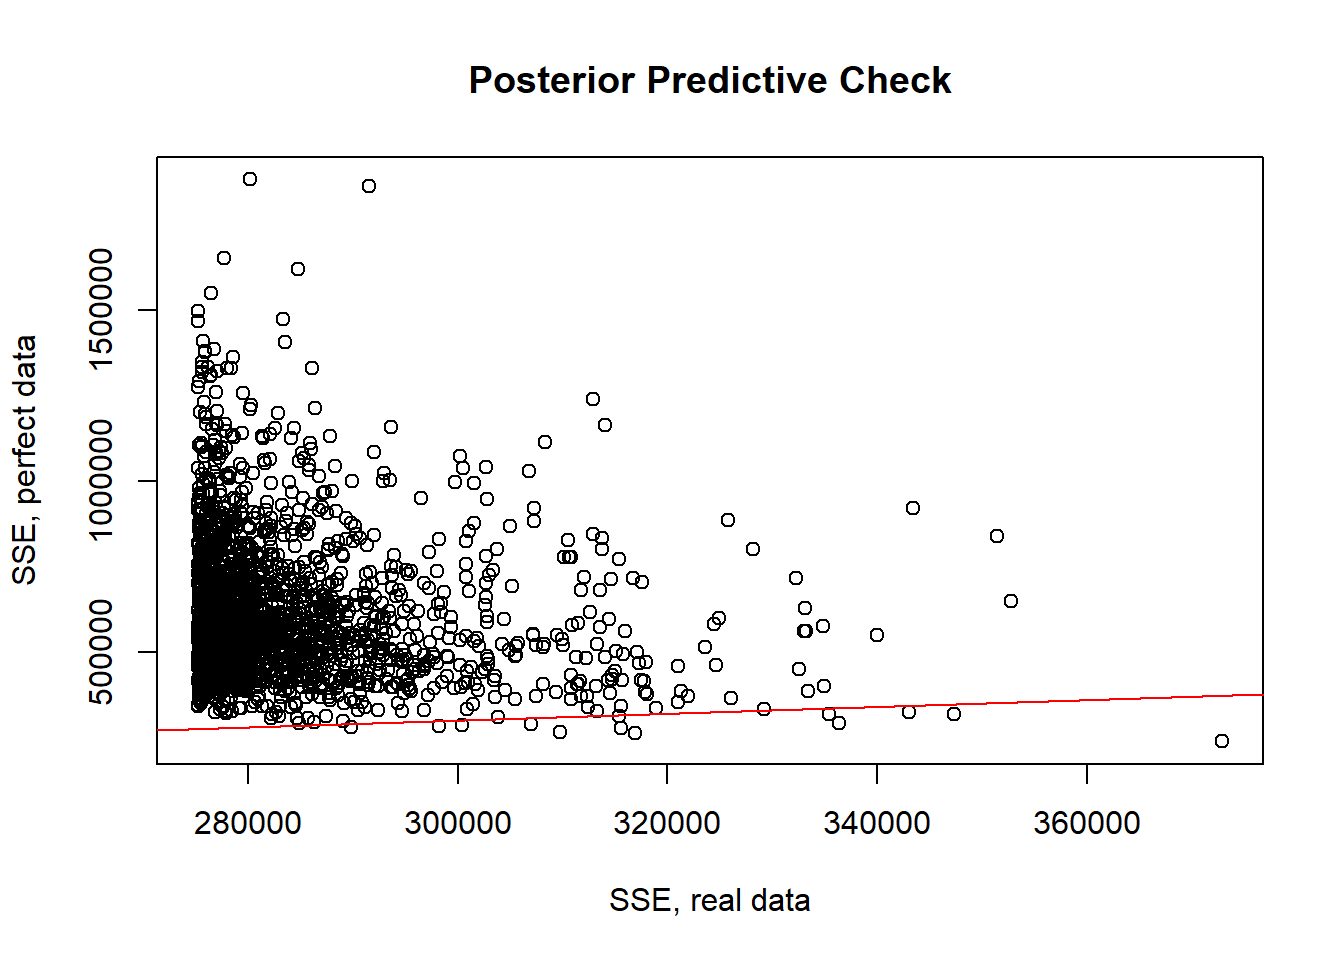 Posterior Predictive Check
SSE, perfect data
1500000
1000000
500000
280000 300000 320000 340000 360000
SSE, real data